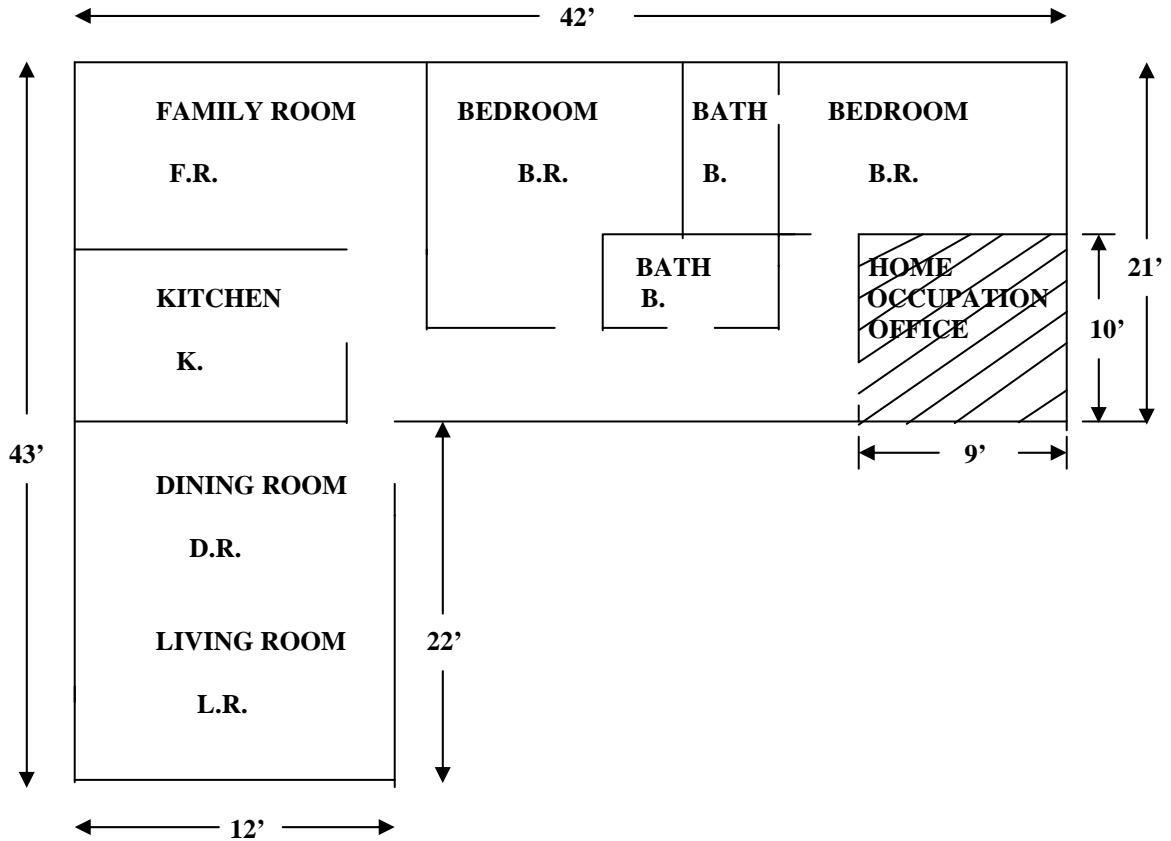 42’
FAMILY ROOM
F.R.
BEDROOM
B.R.
BATH
B.
BEDROOM
B.R.
21’
KITCHEN
K.
BATH
B.
HOME
OCCUPATION
OFFICE
10’
9’
43’
DINING ROOM
D.R.
LIVING ROOM
L.R.
22’
12’